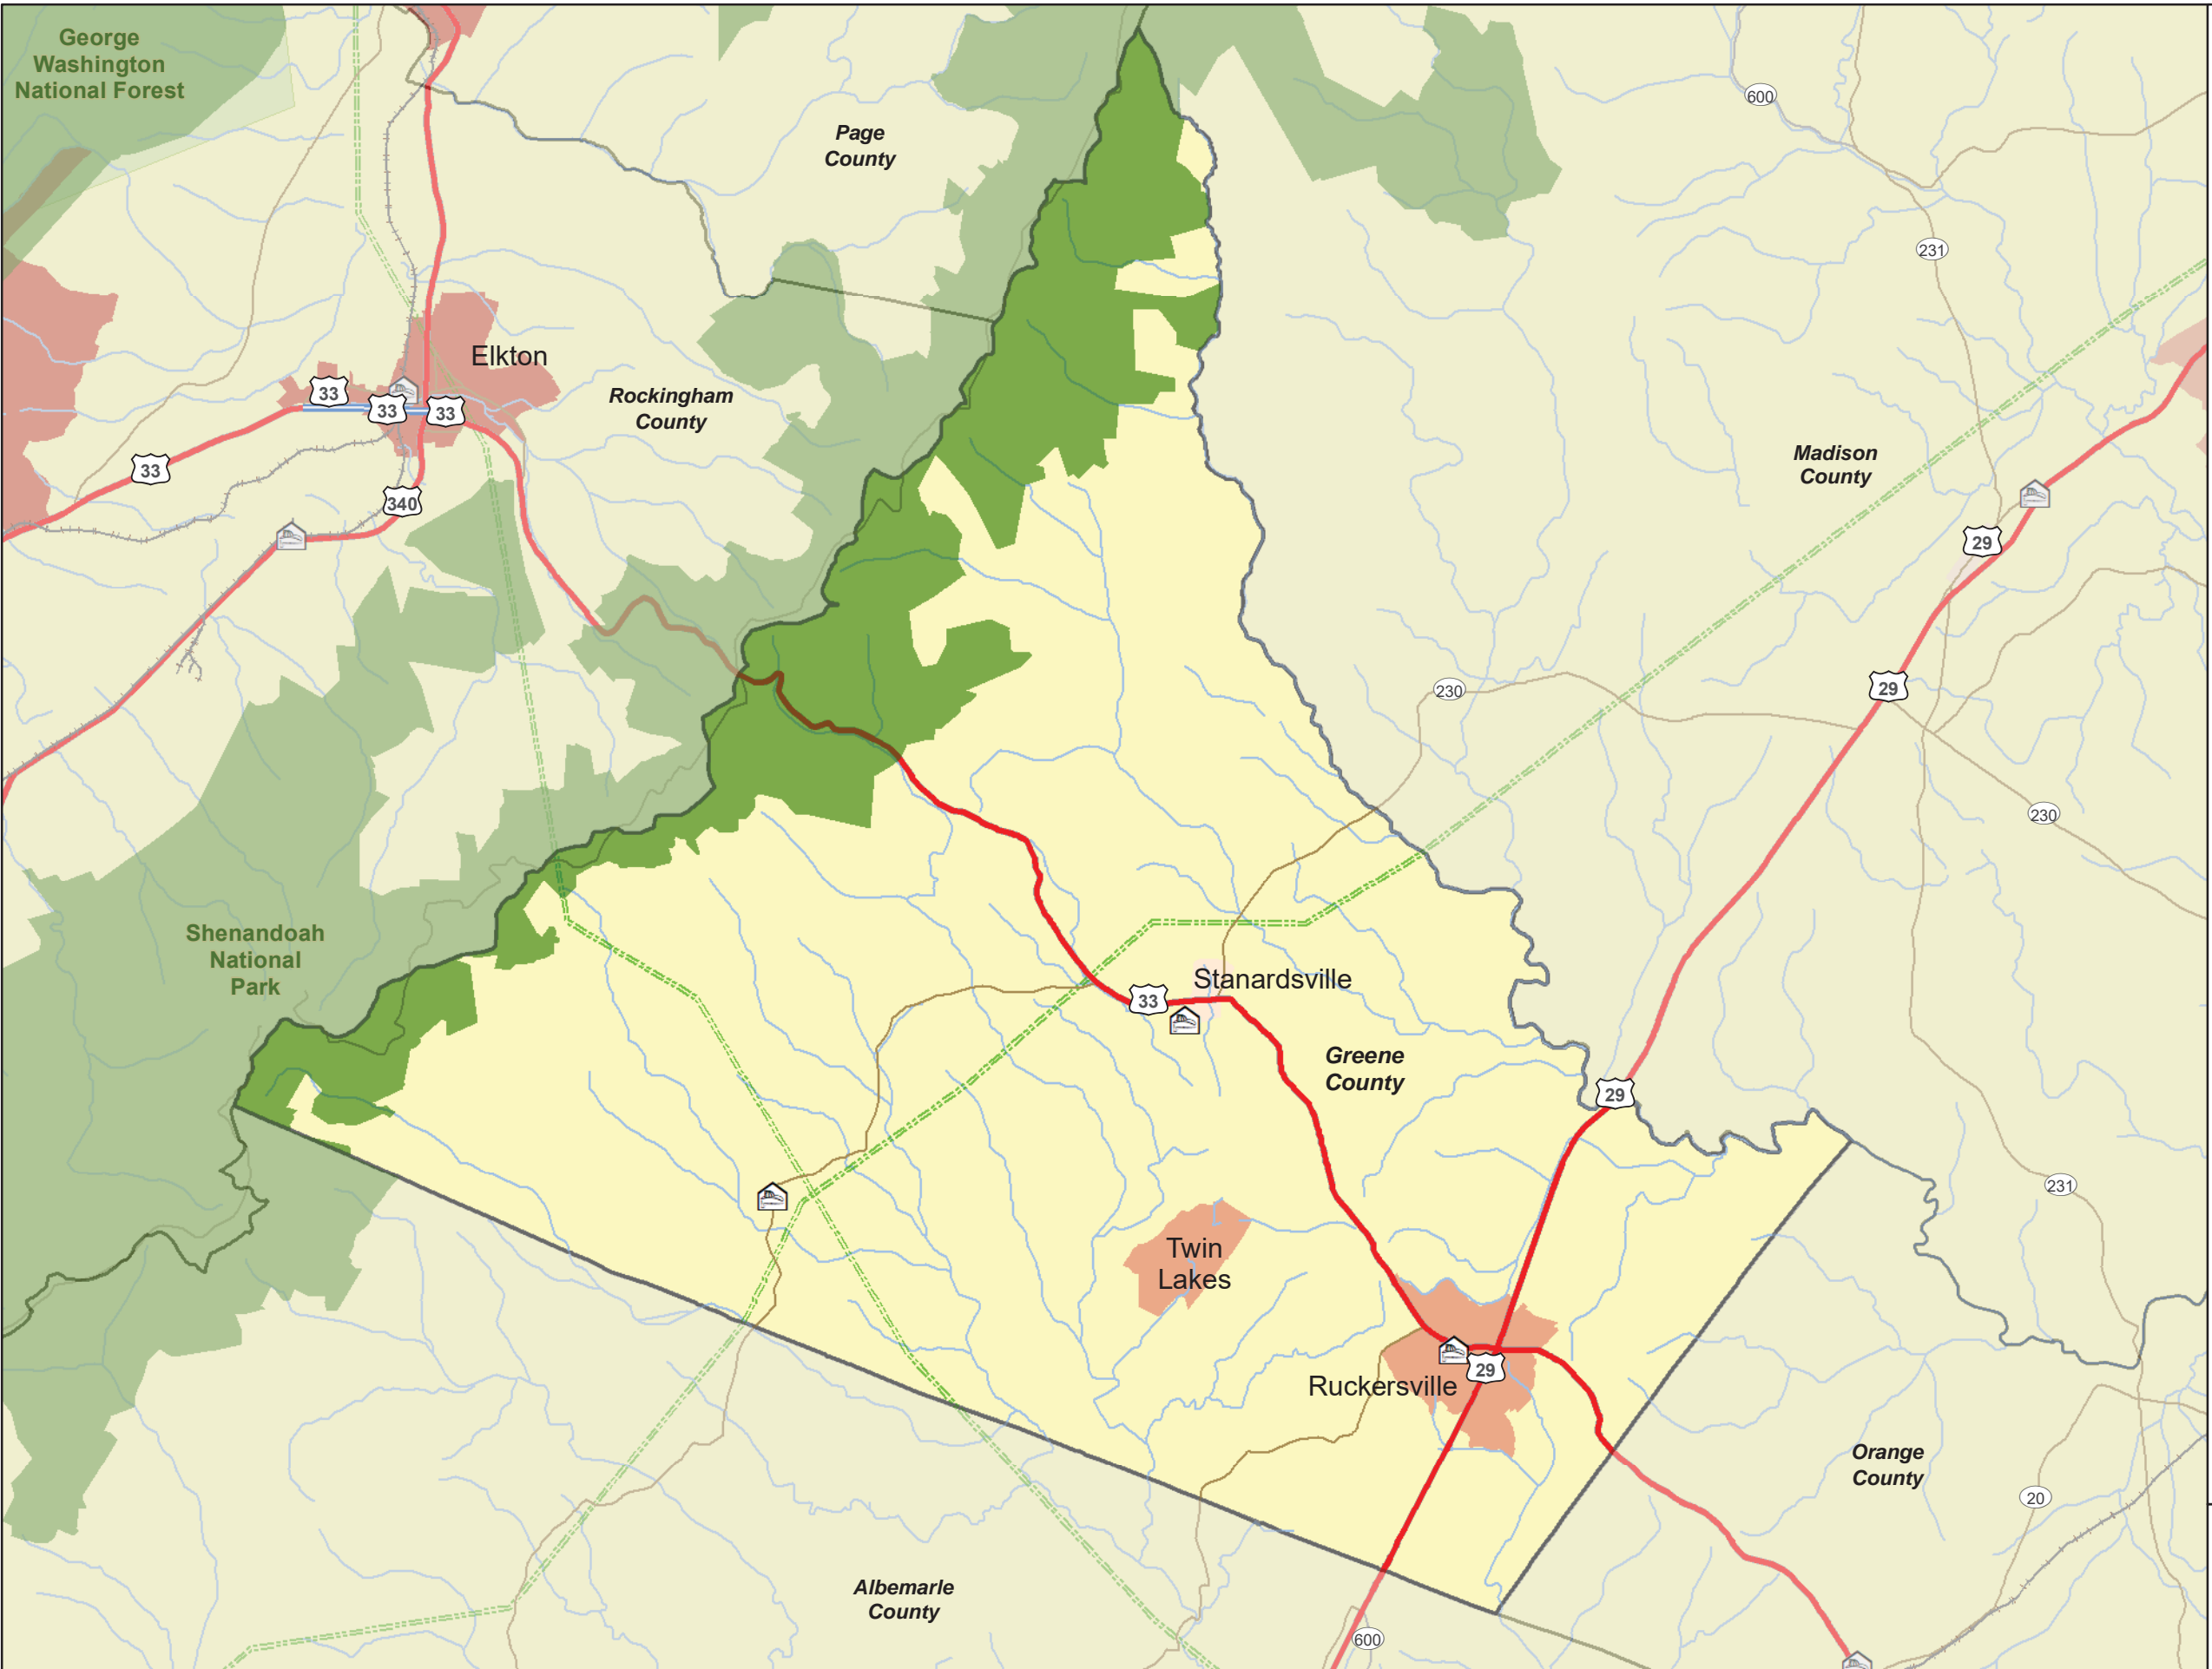 George
Washington
National Forest
600
Page
County
231
Elkton
33
33
33
Rockingham
County
Madison
County
33
340
29
29
230
230
Shenandoah
National
Park
Stanardsville
33
Greene
County
29
231
Twin
Lakes
29
Ruckersville
Orange
County
20
Albemarle
County
600